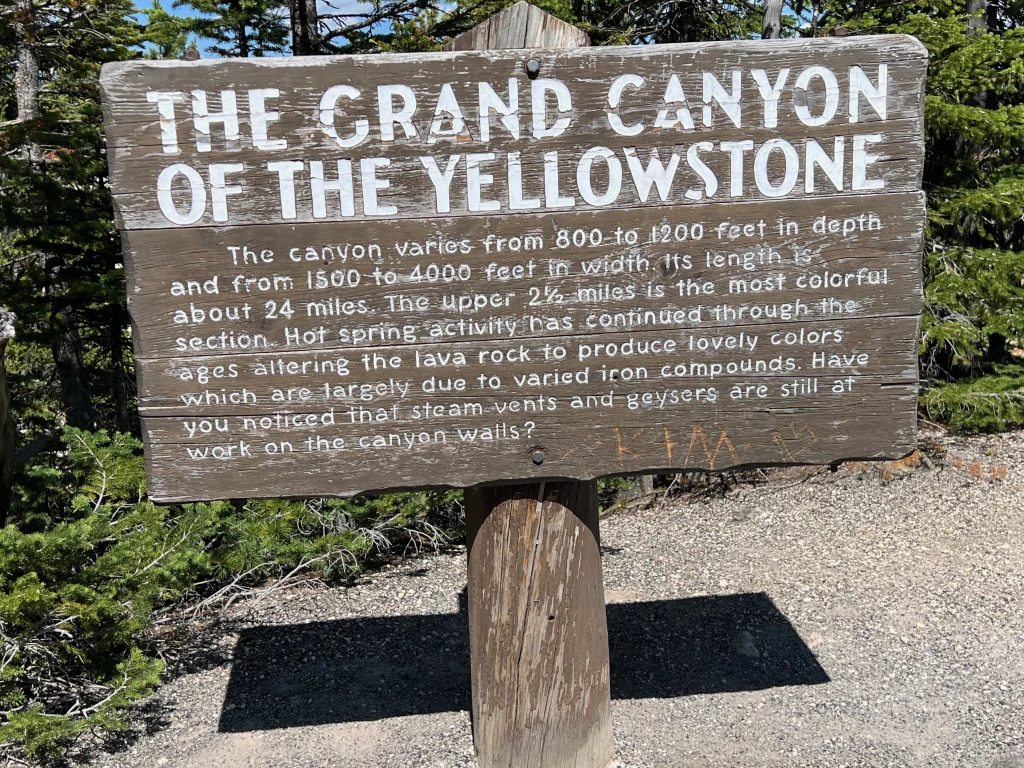 THE GRAND CANYON
OF THE YELLOWSTONE
The canyon varies from 800 to 1200 feet in depth
and from 1500 to 4000 feet in width. Its length is
about 24 miles. The upper 2½ miles is the most colorful
section. Hot spring activity has continued through the
ages altering the lava rock to produce lovely colors
which are largely due to varied iron compounds. Have
you noticed that steam vents and geysers are still at
work on the canyon walls?
KIM